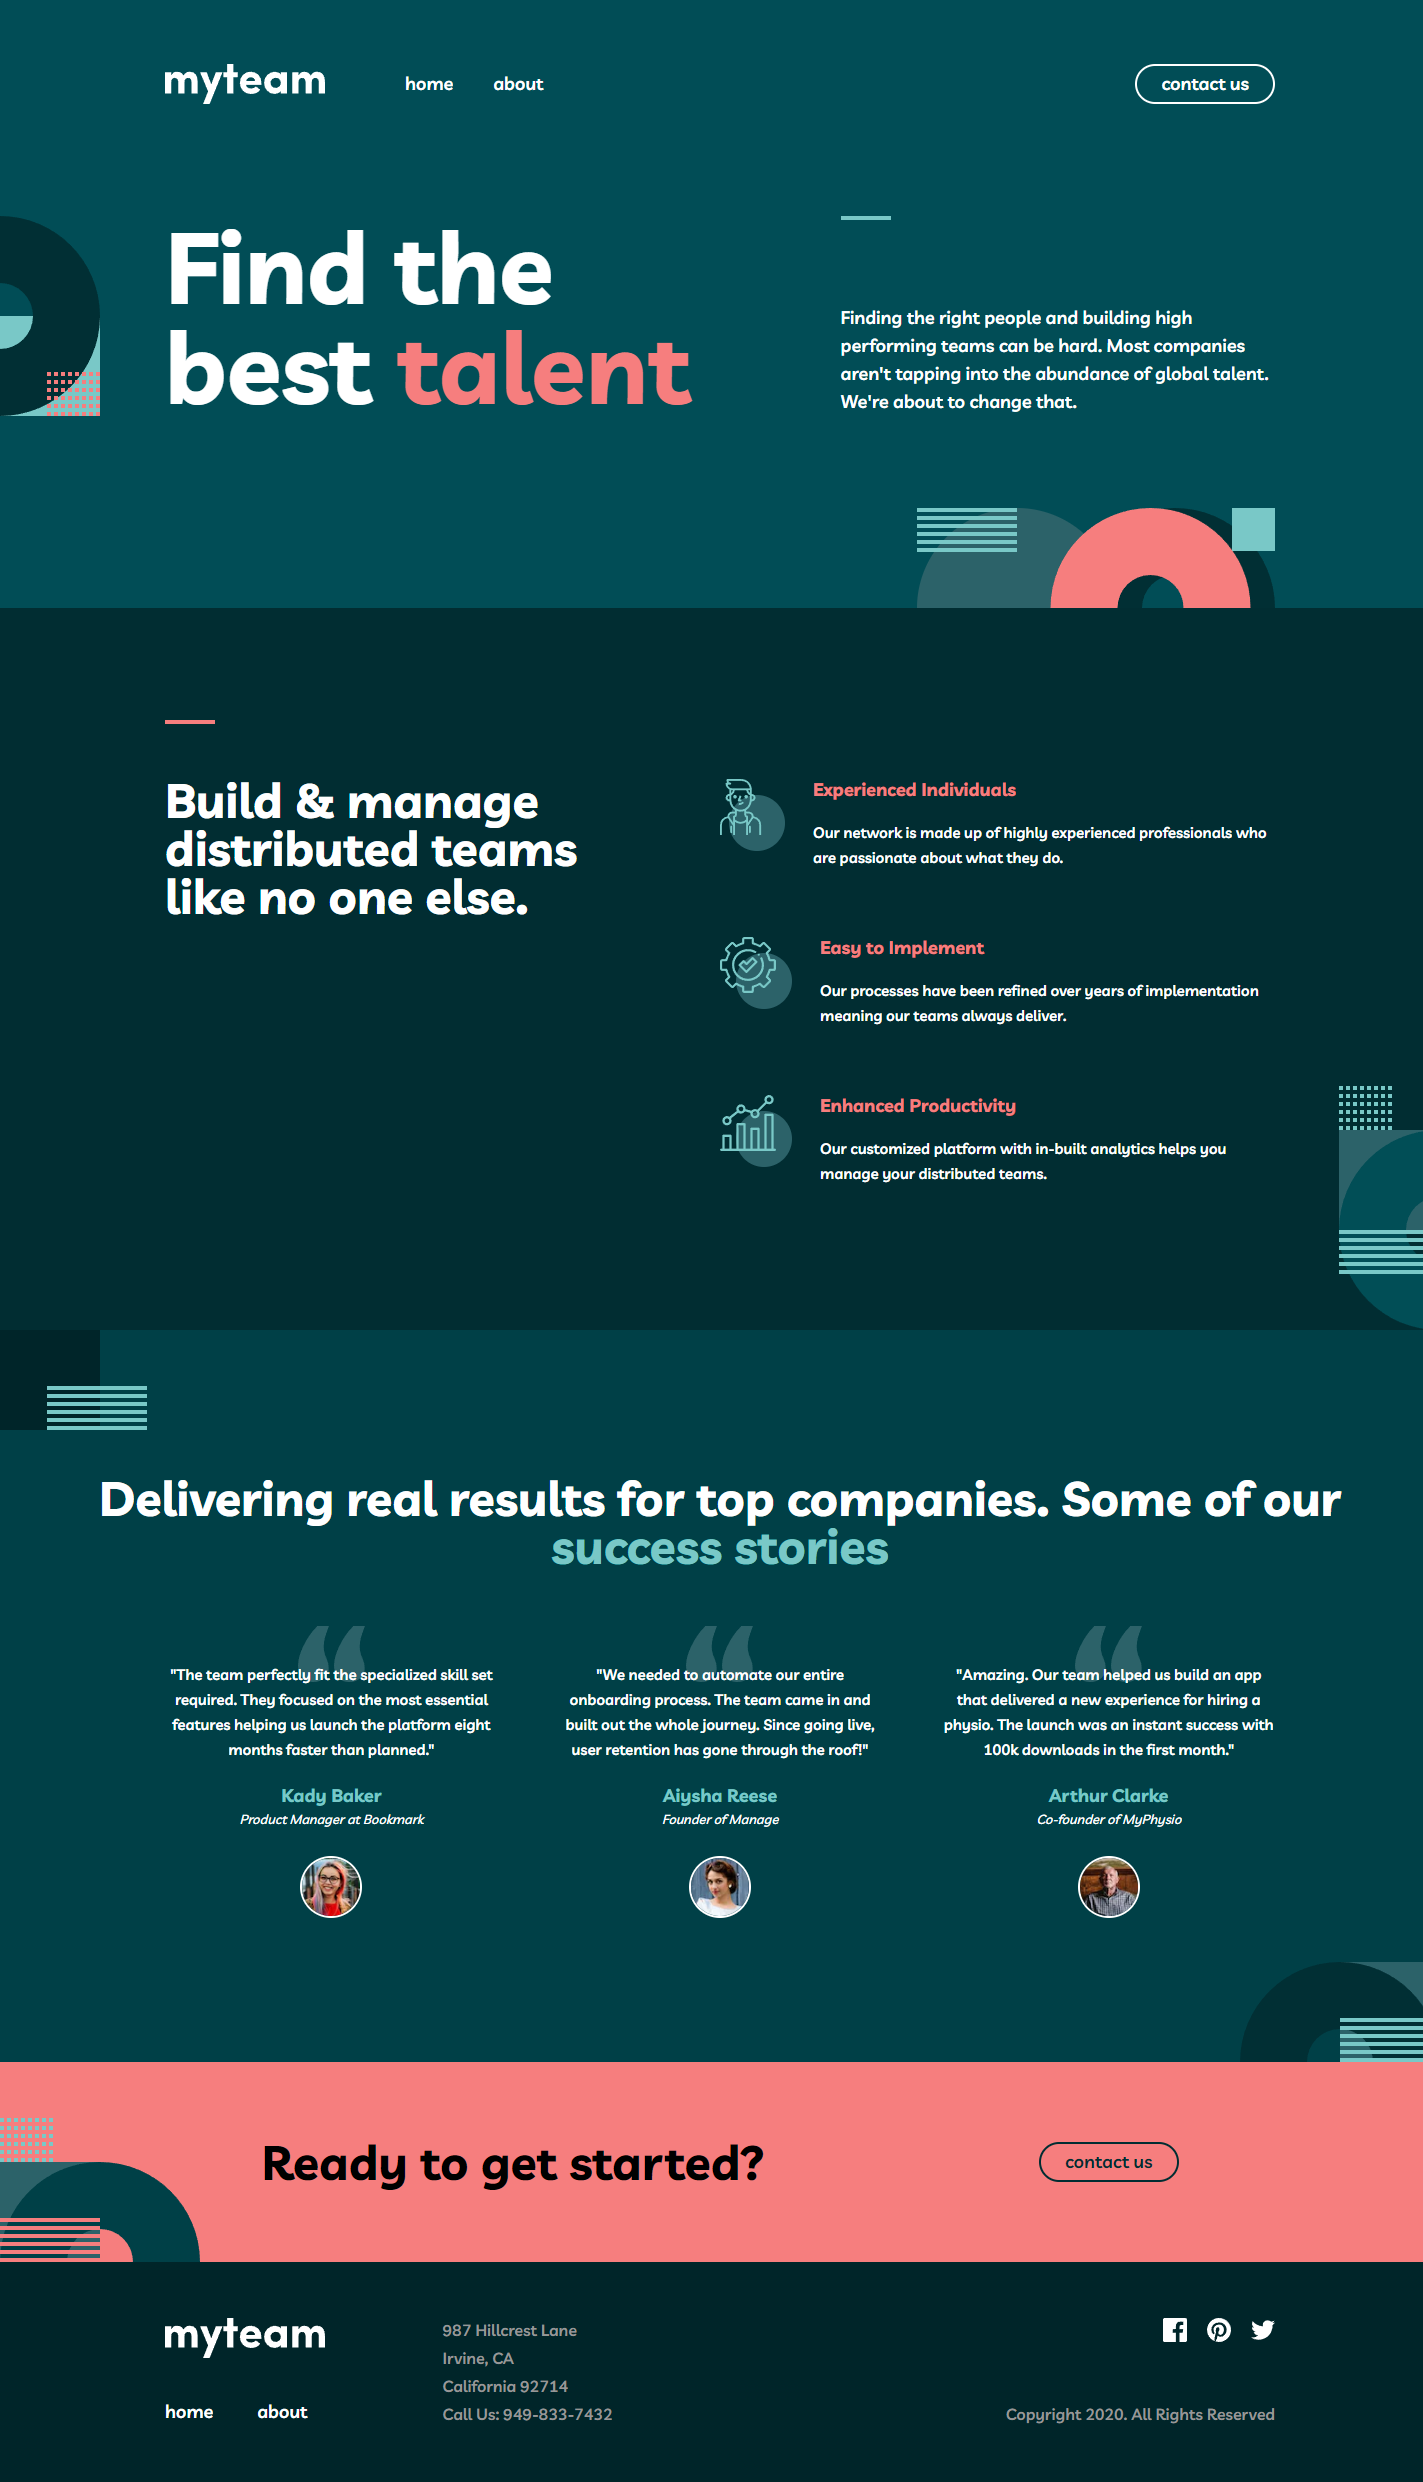 myteam
home
about
contact us
Find the
best talent
Finding the right people and building high
performing teams can be hard. Most companies
aren't tapping into the abundance of global talent.
We're about to change that.
Build & manage
distributed teams
like no one else.
Experienced Individuals
Our network is made up of highly experienced professionals who
are passionate about what they do.
Easy to Implement
Our processes have been refined over years of implementation
meaning our teams always deliver.
Enhanced Productivity
Our customized platform with in-built analytics helps you
manage your distributed teams.
Delivering real results for top companies. Some of our
success stories
"The team perfectly fit the specialized skill set
required. They focused on the most essential
features helping us launch the platform eight
months faster than planned."
Kady Baker
Product Manager at Bookmark
"We needed to automate our entire
onboarding process. The team came in and
built out the whole journey. Since going live,
user retention has gone through the roof!"
Aiysha Reese
Founder of Manage
"Amazing. Our team helped us build an app
that delivered a new experience for hiring a
physio. The launch was an instant success with
100k downloads in the first month."
Arthur Clarke
Co-founder of MyPhysio
Ready to get started?
contact us
myteam
home
about
987 Hillcrest Lane
Irvine, CA
California 92714
Call Us: 949-833-7432
Copyright 2020. All Rights Reserved